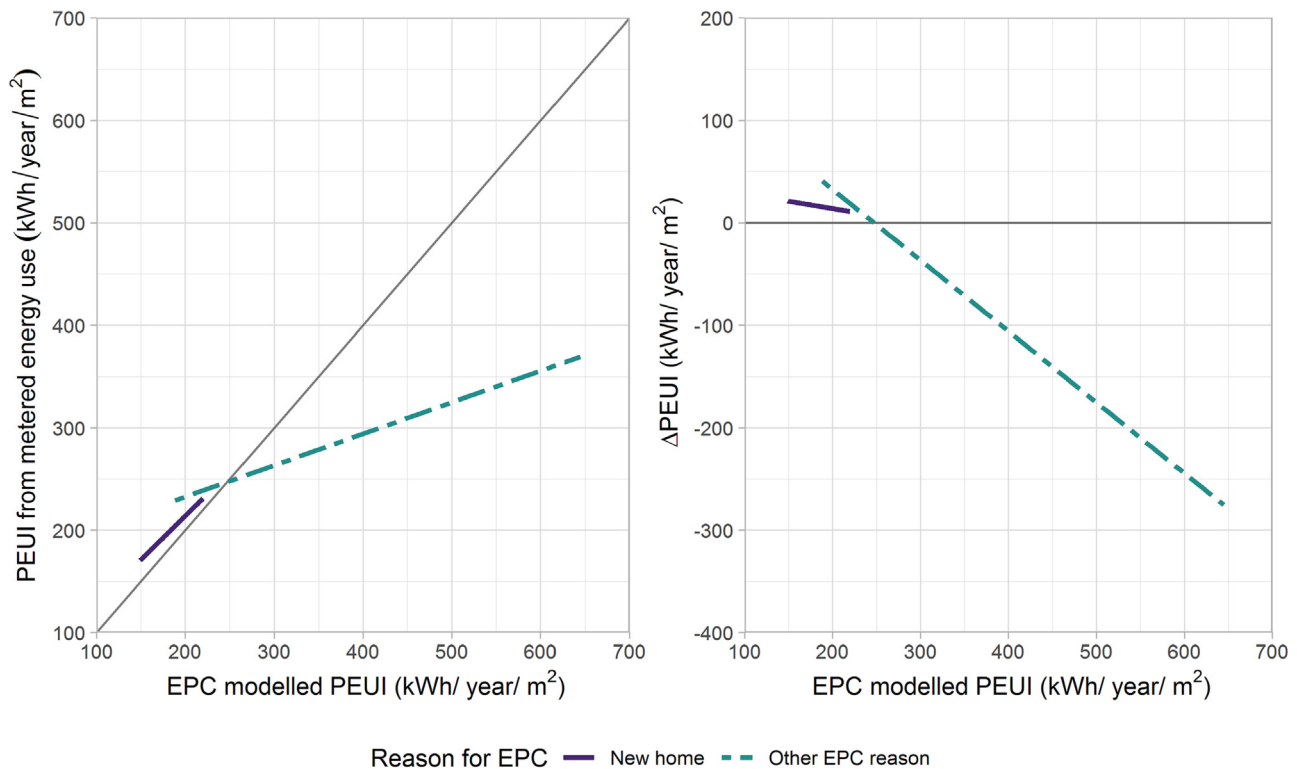 700
600
500
400
300
200
100
100 200 300 400 500 600 700
PEUI from metered energy use (kWh/year/m²)
EPC modelled PEUI (kWh/ year/ m²)
200
100
0
-100
-200
-300
-400
100 200 300 400 500 600 700
ΔPEUI (kWh/ year/ m²)
EPC modelled PEUI (kWh/ year/ m²)
Reason for EPC New home Other EPC reason